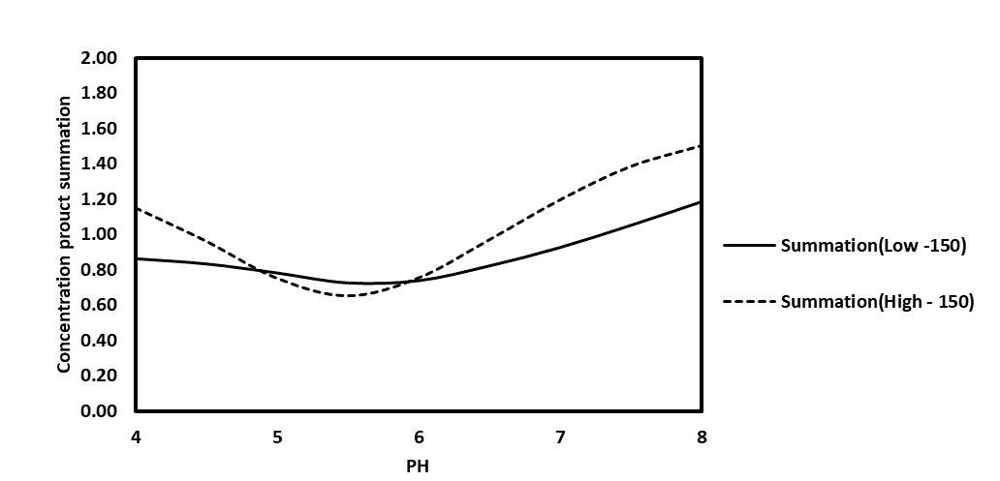 Concentration prouct summation
2.00
1.80
1.60
1.40
1.20
1.00
0.80
0.60
0.40
0.20
0.00
4 5 6 7 8
PH
Summation(Low -150)
Summation(High - 150)